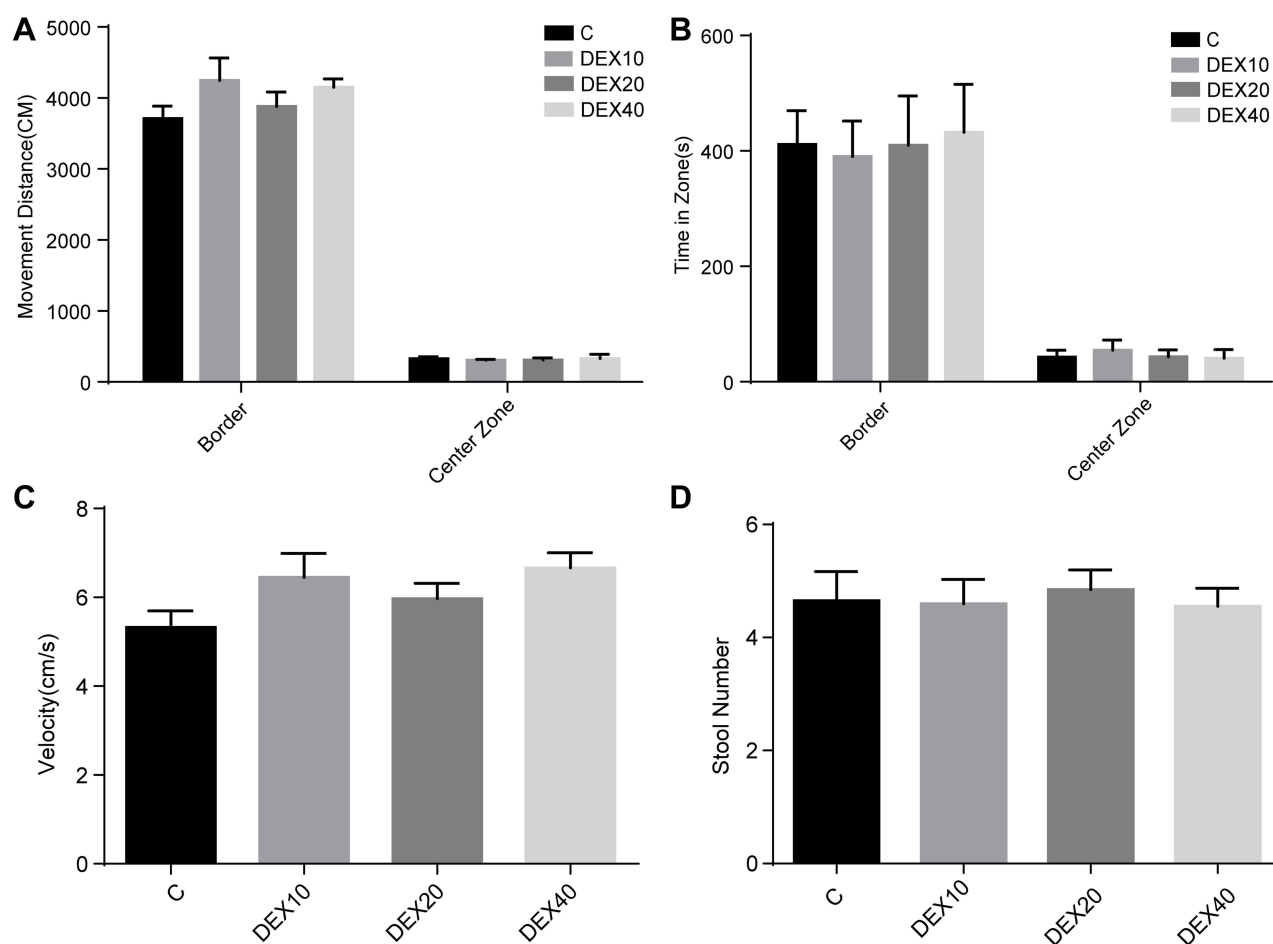 A
Movement Distance(CM)
5000
4000
3000
2000
1000
0
C
DEX10
DEX20
DEX40
Border
Center Zone
B
Time in Zone(s)
600
400
200
0
C
DEX10
DEX20
DEX40
Border
Center Zone
C
Velocity(cm/s)
8
6
4
2
0
C
DEX10
DEX20
DEX40
D
Stool Number
6
4
2
0
C
DEX10
DEX20
DEX40